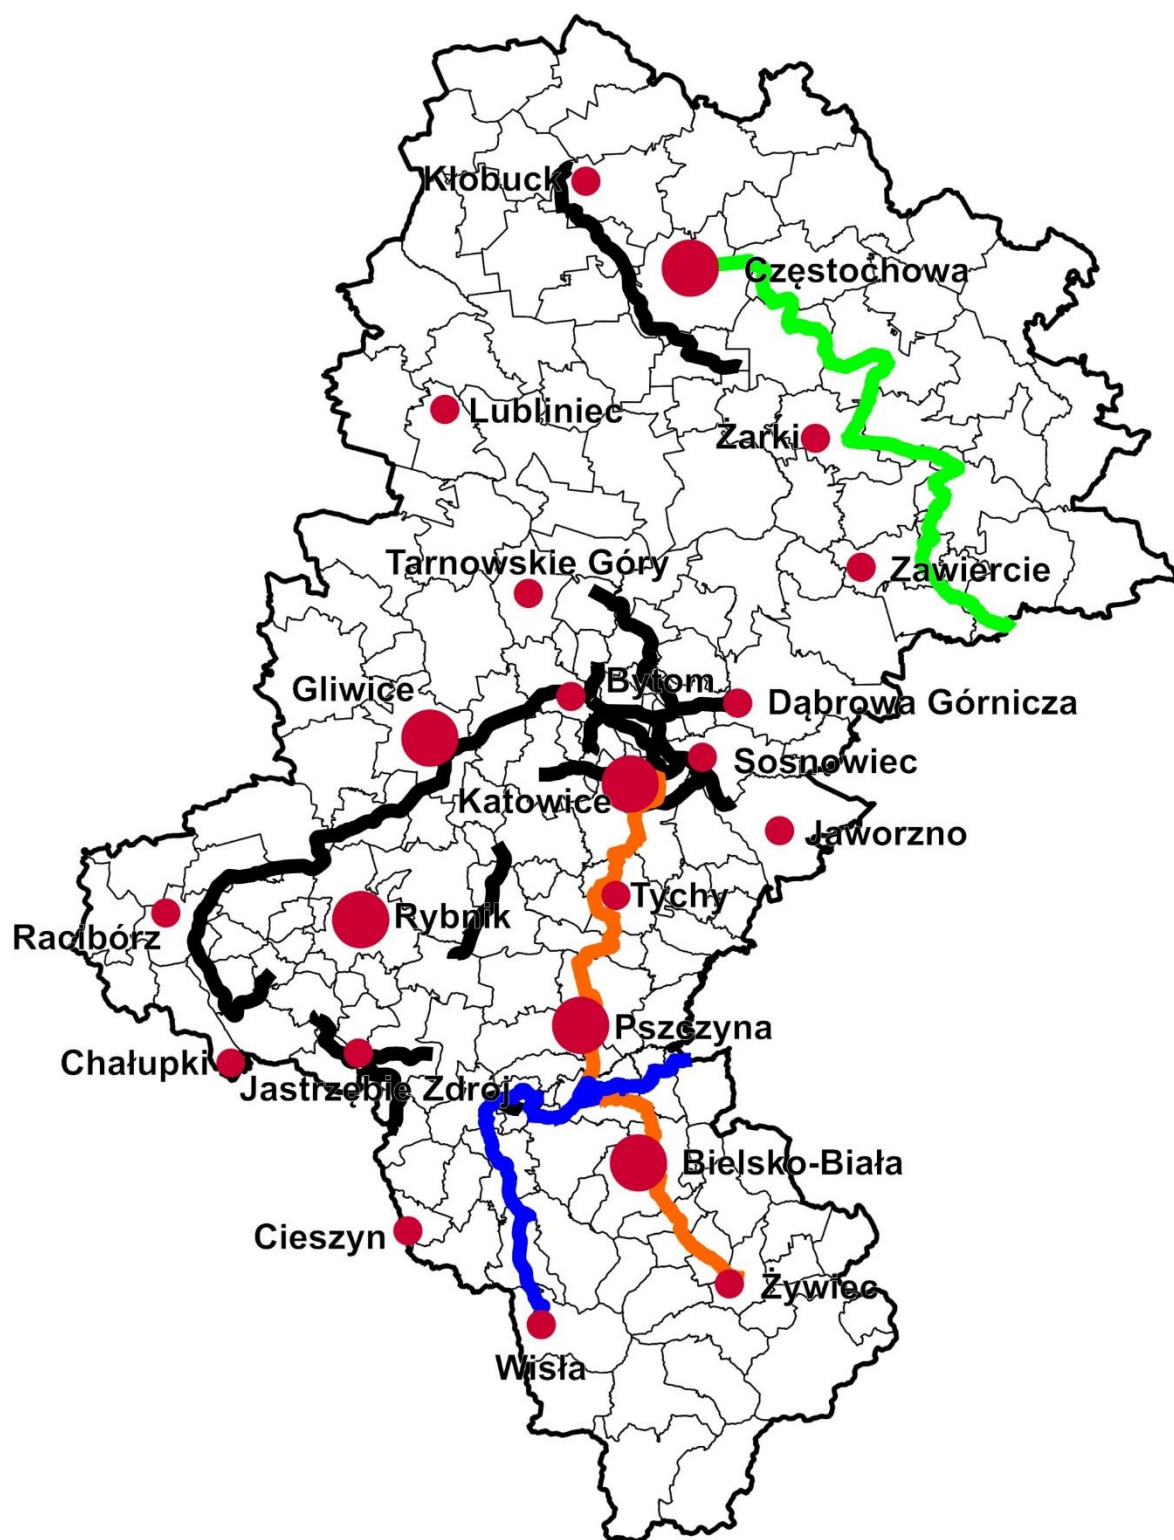 Kłobuck
Częstochowa
Lubliniec
Żarki
Tarnowskie Góry
Zawiercie
Gliwice
Bytom
Dąbrowa Górnicza
Sosnowiec
Katowice
Jaworzno
Tychy
Rybnik
Racibórz
Pszczyna
Chałupki
Jastrzębie Zdrój
Bielsko-Biała
Cieszyn
Żywiec
Wisła